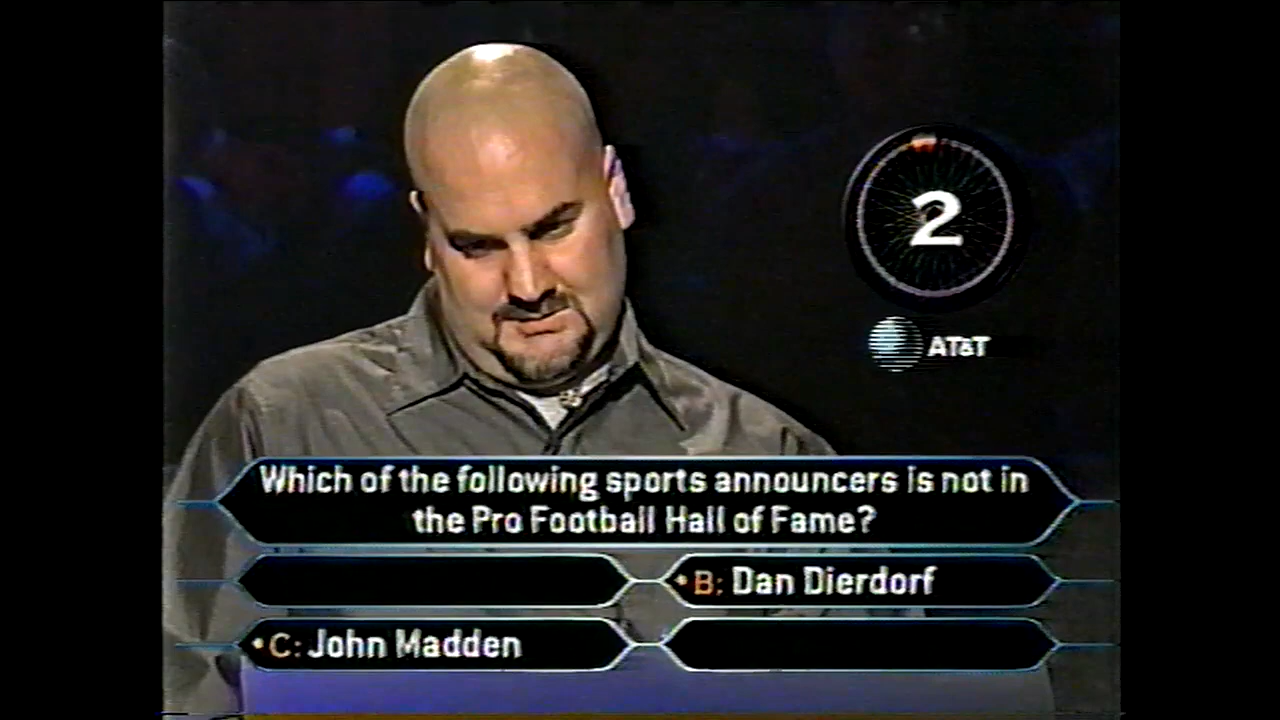 2
AT&T
Which of the following sports announcers is not in
the Pro Football Hall of Fame?
B: Dan Dierdorf
C: John Madden